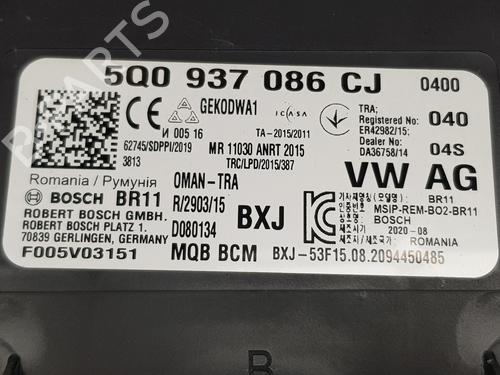 5Q0 937 086 CJ 0400
GEKODWA1
ICASA
TRA:
Registered No:
ER42982/15:
Dealer No:
DA36758/14
040
04S
И 005 16
TA-2015/2011
62745/SDPPI/2019
3813
MR 11030 ANRT 2015
TRC/LPD/2015/387
VW AG
Romania / Румуния
OMAN-TRA
BOSCH BR11
R/2903/15
BXJ
ROBERT BOSCH GMBH.
ROBERT BOSCH PLATZ 1.
70839 GERLINGEN, GERMANY
D080134
F005V03151
MQB BCM
BXJ-53F15.08.2094450485
BR11
MSIP-REM-BO2-BR11
BOSCH
2020-08
ROMANIA
B
PARTS